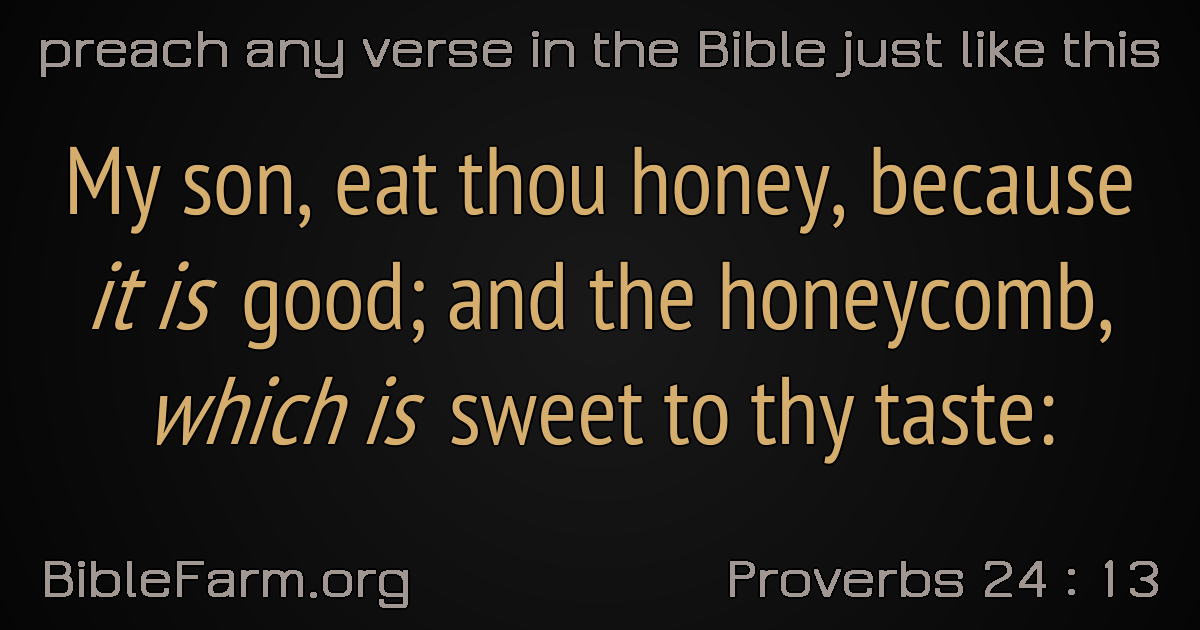 preach any verse in the Bible just like this
My son, eat thou honey, because
it is good; and the honeycomb,
which is sweet to thy taste:
BibleFarm.org
Proverbs 24 : 13